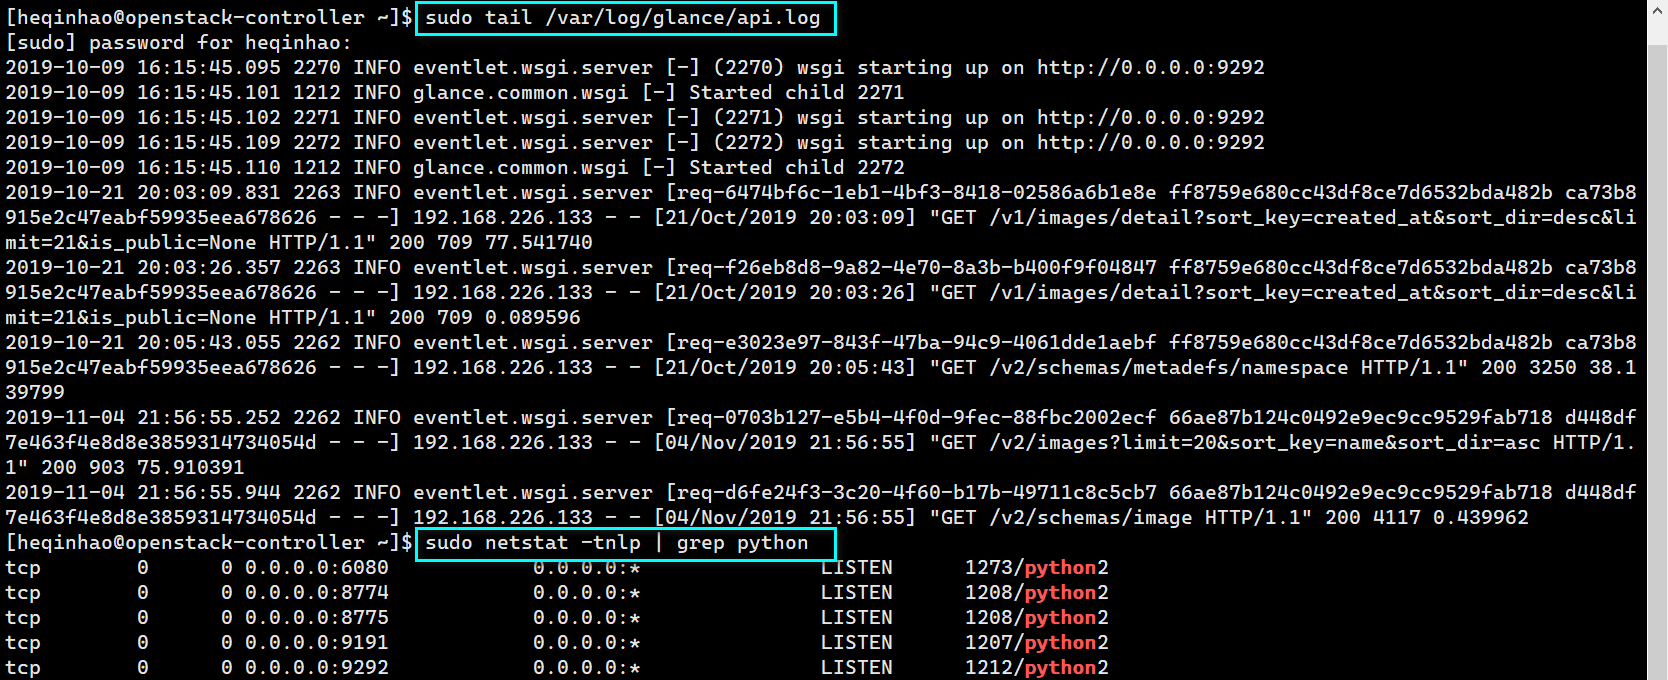 [heqinhao@openstack-controller ~]$ sudo tail /var/log/glance/api.log
[sudo] password for heqinhao:
2019-10-09 16:15:45.095 2270 INFO eventlet.wsgi.server [-] (2270) wsgi starting up on http://0.0.0.0:9292
2019-10-09 16:15:45.101 1212 INFO glance.common.wsgi [-] Started child 2271
2019-10-09 16:15:45.102 2271 INFO eventlet.wsgi.server [-] (2271) wsgi starting up on http://0.0.0.0:9292
2019-10-09 16:15:45.109 2272 INFO eventlet.wsgi.server [-] (2272) wsgi starting up on http://0.0.0.0:9292
2019-10-09 16:15:45.110 1212 INFO glance.common.wsgi [-] Started child 2272
2019-10-21 20:03:09.831 2263 INFO eventlet.wsgi.server [req-6474bf6c-1eb1-4bf3-8418-02586a6b1e8e ff8759e680cc43df8ce7d6532bda482b ca73b8
915e2c47eabf59935eea678626 - - -] 192.168.226.133 - - [21/Oct/2019 20:03:09] "GET /v1/images/detail?sort_key=created_at&sort_dir=desc&li
mit=21&is_public=None HTTP/1.1" 200 709 77.541740
2019-10-21 20:03:26.357 2263 INFO eventlet.wsgi.server [req-f26eb8d8-9a82-4e70-8a3b-b400f9f04847 ff8759e680cc43df8ce7d6532bda482b ca73b8
915e2c47eabf59935eea678626 - - -] 192.168.226.133 - - [21/Oct/2019 20:03:26] "GET /v1/images/detail?sort_key=created_at&sort_dir=desc&li
mit=21&is_public=None HTTP/1.1" 200 709 0.089596
2019-10-21 20:05:43.055 2262 INFO eventlet.wsgi.server [req-e3023e97-843f-47ba-94c9-4061dde1aebf ff8759e680cc43df8ce7d6532bda482b ca73b8
915e2c47eabf59935eea678626 - - -] 192.168.226.133 - - [21/Oct/2019 20:05:43] "GET /v2/schemas/metadefs/namespace HTTP/1.1" 200 3250 38.1
39799
2019-11-04 21:56:55.252 2262 INFO eventlet.wsgi.server [req-0703b127-e5b4-4f0d-9fec-88fbc2002ecf 66ae87b124c0492e9ec9cc9529fab718 d448df
7e463f4e8d8e3859314734054d - - -] 192.168.226.133 - - [04/Nov/2019 21:56:55] "GET /v2/images?limit=20&sort_key=name&sort_dir=asc HTTP/1.
1" 200 903 75.910391
2019-11-04 21:56:55.944 2262 INFO eventlet.wsgi.server [req-d6fe24f3-3c20-4f60-b17b-49711c8c5cb7 66ae87b124c0492e9ec9cc9529fab718 d448df
7e463f4e8d8e3859314734054d - - -] 192.168.226.133 - - [04/Nov/2019 21:56:55] "GET /v2/schemas/image HTTP/1.1" 200 4117 0.439962
[heqinhao@openstack-controller ~]$ sudo netstat -tnlp | grep python
tcp 0 0 0.0.0.0:6080 0.0.0.0:* LISTEN 1273/python2
tcp 0 0 0.0.0.0:8774 0.0.0.0:* LISTEN 1208/python2
tcp 0 0 0.0.0.0:8775 0.0.0.0:* LISTEN 1208/python2
tcp 0 0 0.0.0.0:9191 0.0.0.0:* LISTEN 1207/python2
tcp 0 0 0.0.0.0:9292 0.0.0.0:* LISTEN 1212/python2